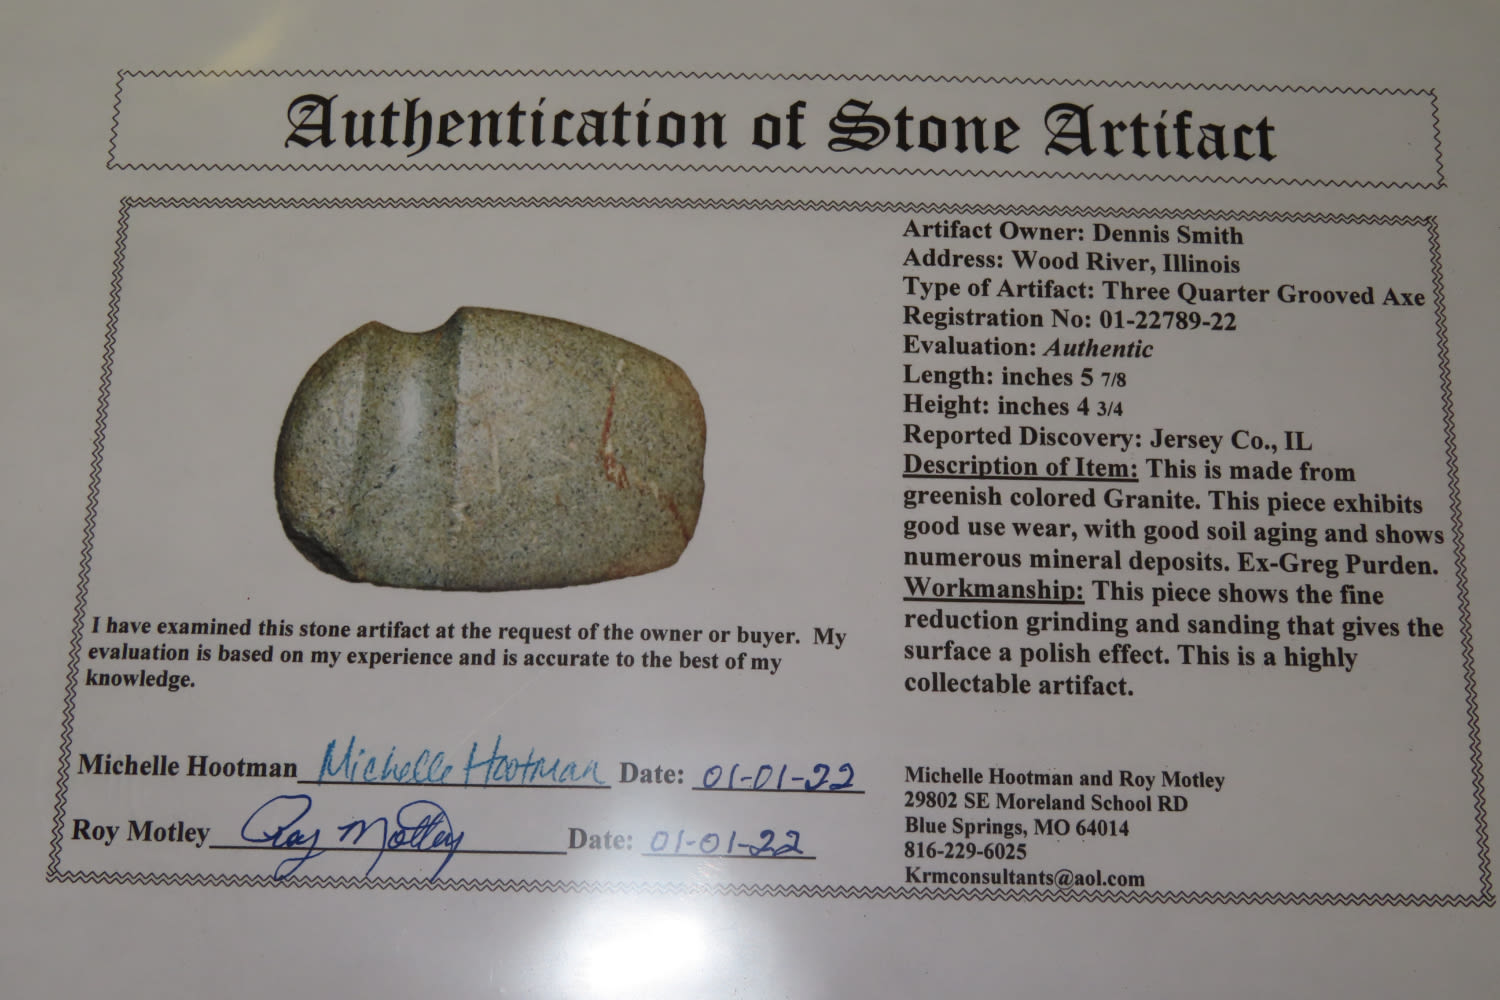 Authentication of Stone Artifact
Artifact Owner: Dennis Smith
Address: Wood River, Illinois
Type of Artifact: Three Quarter Grooved Axe
Registration No: 01-22789-22
Evaluation: Authentic
Length: inches 5 7/8
Height: inches 4 3/4
Reported Discovery: Jersey Co., IL
Description of Item: This is made from
greenish colored Granite. This piece exhibits
good use wear, with good soil aging and shows
numerous mineral deposits. Ex-Greg Purden.
Workmanship: This piece shows the fine
reduction grinding and sanding that gives the
surface a polish effect. This is a highly
collectable artifact.
I have examined this stone artifact at the request of the owner or buyer. My
evaluation is based on my experience and is accurate to the best of my
knowledge.
Michelle Hootman Michelle Hootman Date: 01-01-22
Roy Motley Roy Motley Date: 01-01-22
Michelle Hootman and Roy Motley
29802 SE Moreland School RD
Blue Springs, MO 64014
816-229-6025
Krmconsultants@aol.com